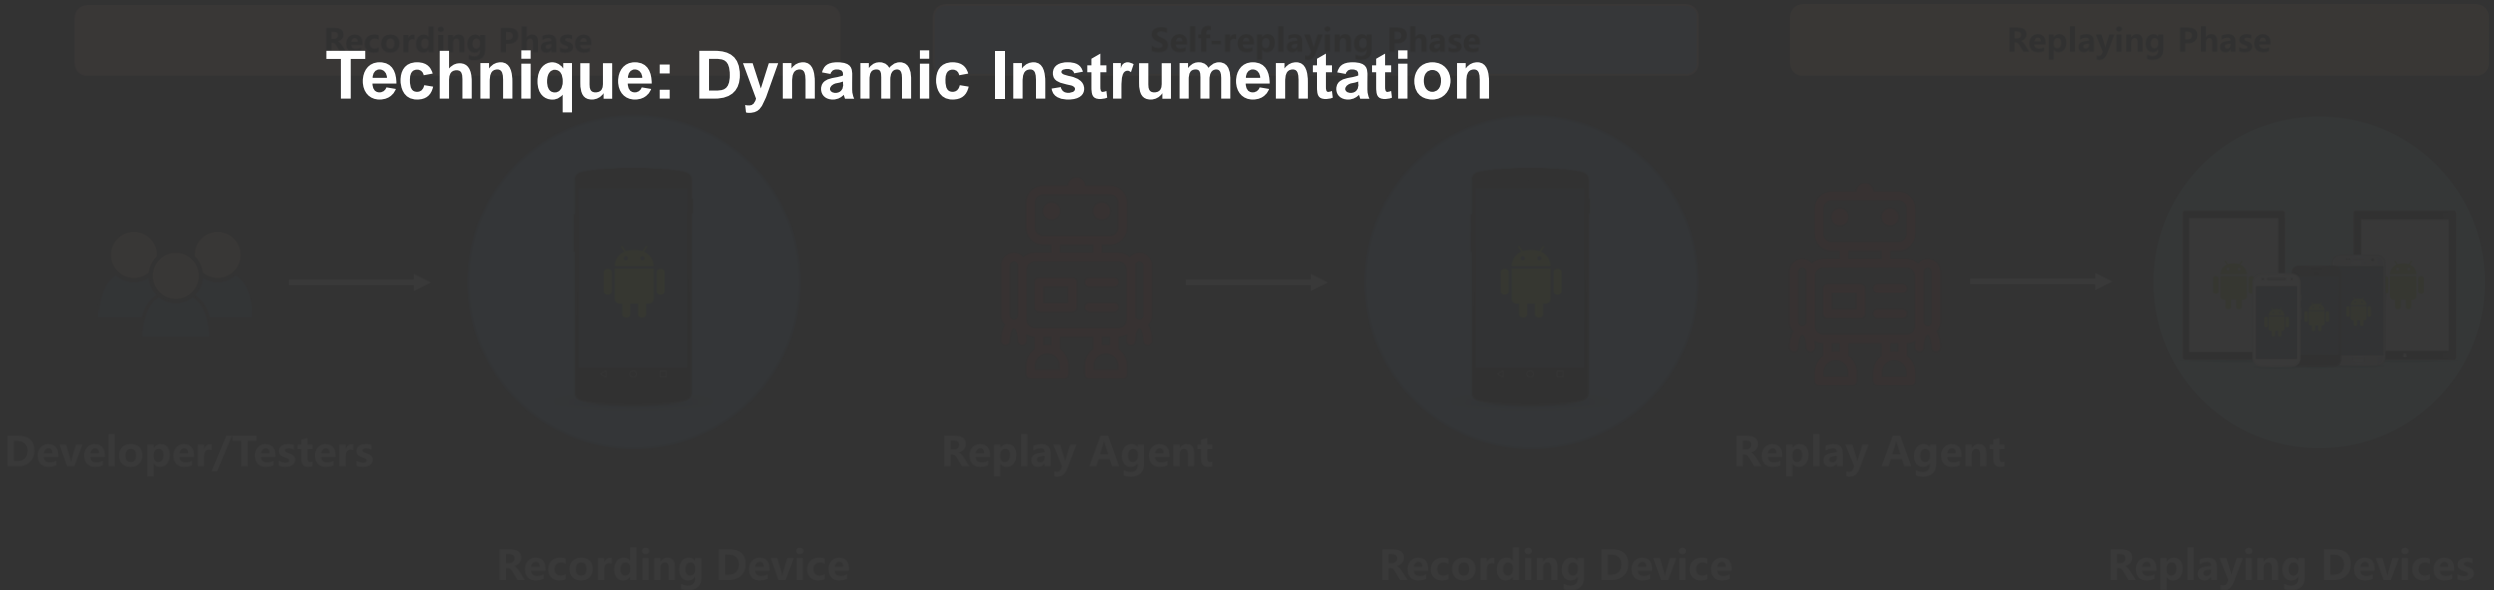 Recording Phase
Self-replaying Phase
Replaying Phase
Technique: Dynamic Instrumentation
Developer/Testers
Replay Agent
Replay Agent
Recording Device
Recording Device
Replaying Devices